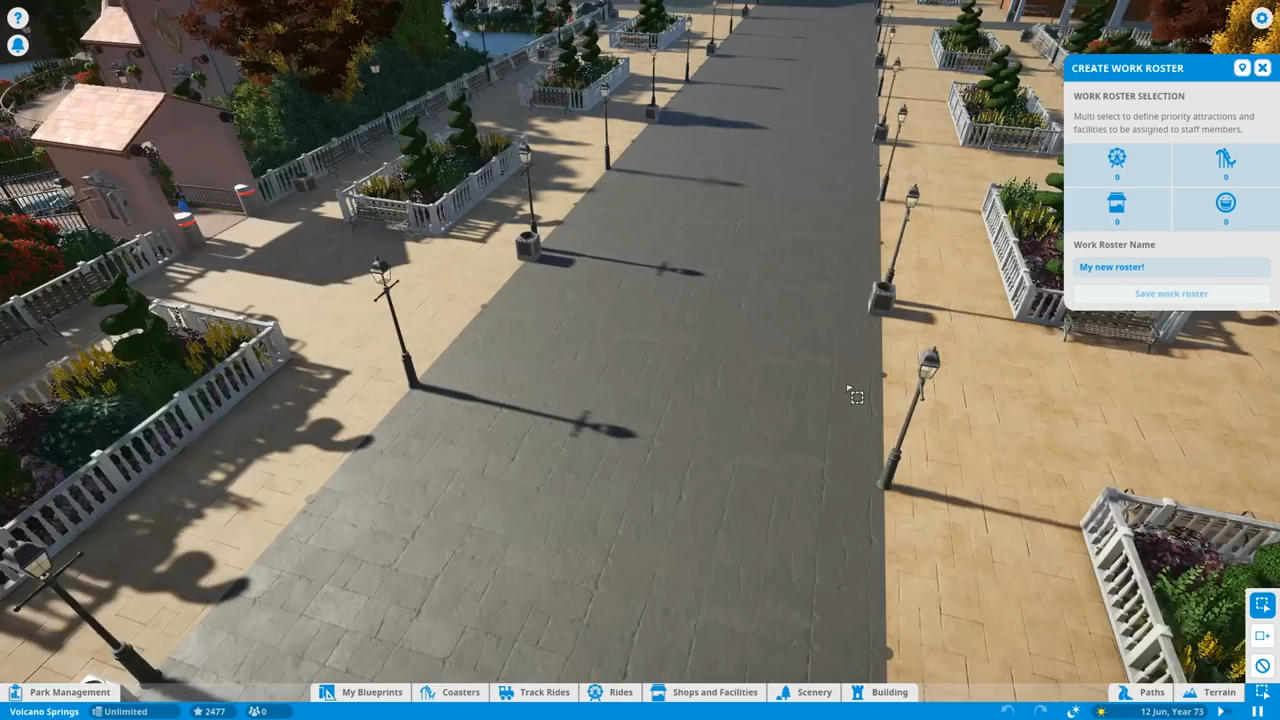 ?
CREATE WORK ROSTER
WORK ROSTER SELECTION
Multi select to define priority attractions and
facilities to be assigned to staff members.
0
0
0
0
Work Roster Name
My new roster!
Save work roster
Park Management
My Blueprints
Coasters
Track Rides
Rides
Shops and Facilities
Scenery
Building
Paths
Terrain
Volcano Springs
Unlimited
2477
0
12 Jun, Year 73